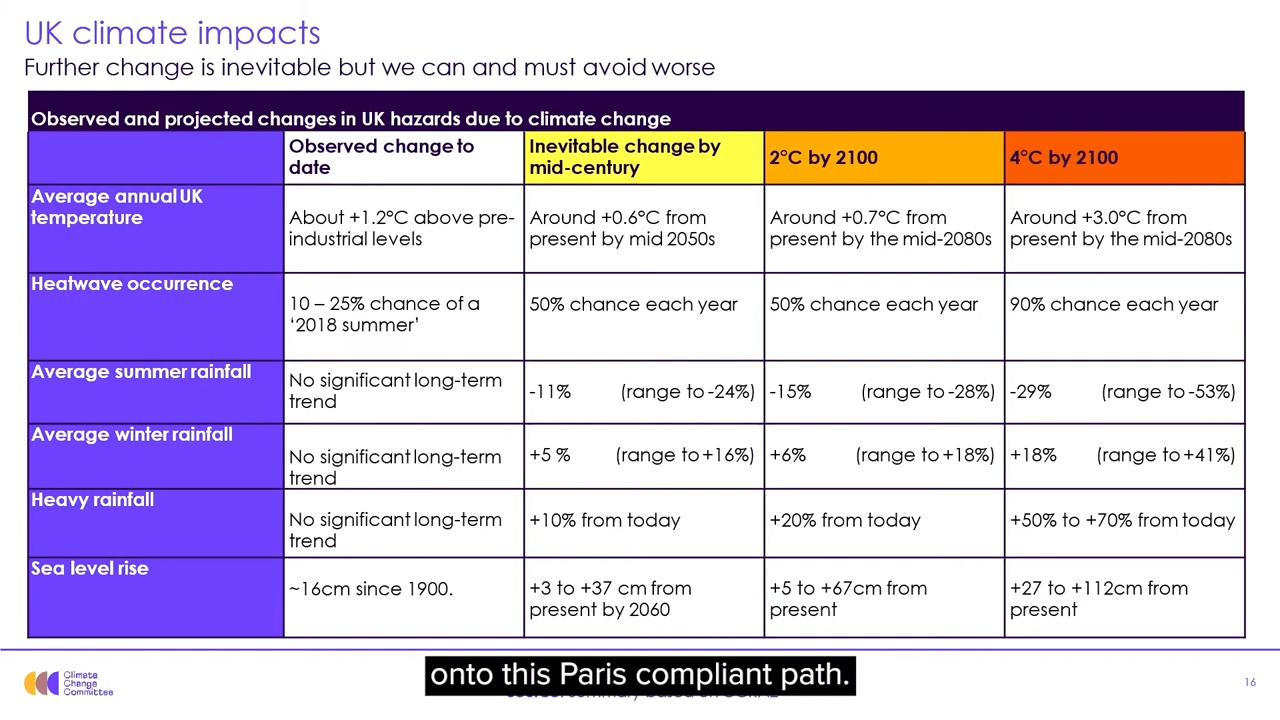 UK climate impacts
Further change is inevitable but we can and must avoid worse
Observed and projected changes in UK hazards due to climate change
Observed change to
date
Inevitable change by
mid-century
2°C by 2100
4°C by 2100
Average annual UK
temperature
About +1.2°C above pre-
industrial levels
Around +0.6°C from
present by mid 2050s
Around +0.7°C from
present by the mid-2080s
Around +3.0°C from
present by the mid-2080s
Heatwave occurrence
10 – 25% chance of a
‘2018 summer’
50% chance each year
50% chance each year
90% chance each year
Average summer rainfall
No significant long-term
trend
-11% (range to -24%)
-15% (range to -28%)
-29% (range to -53%)
Average winter rainfall
No significant long-term
trend
+5 % (range to +16%)
+6% (range to +18%)
+18% (range to +41%)
Heavy rainfall
No significant long-term
trend
+10% from today
+20% from today
+50% to +70% from today
Sea level rise
~16cm since 1900.
+3 to +37 cm from
present by 2060
+5 to +67cm from
present
+27 to +112cm from
present
onto this Paris compliant path.
Climate
Change
Committee
16